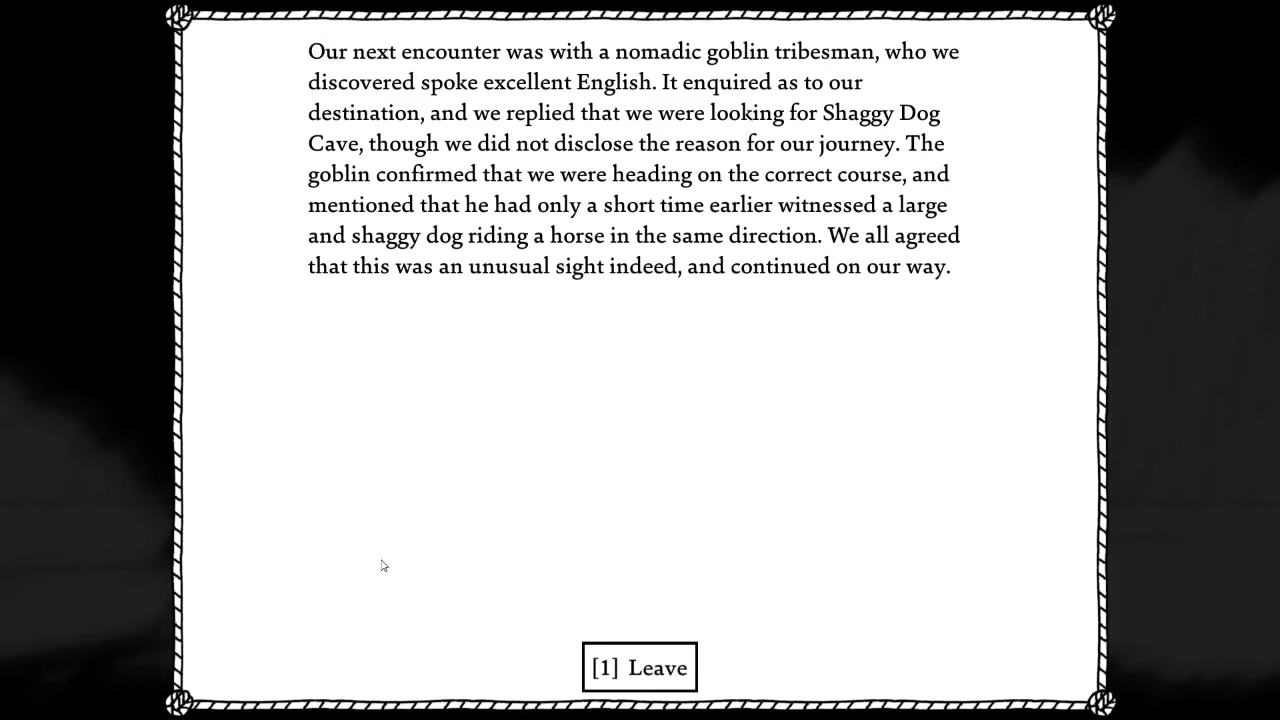 Our next encounter was with a nomadic goblin tribesman, who we
discovered spoke excellent English. It enquired as to our
destination, and we replied that we were looking for Shaggy Dog
Cave, though we did not disclose the reason for our journey. The
goblin confirmed that we were heading on the correct course, and
mentioned that he had only a short time earlier witnessed a large
and shaggy dog riding a horse in the same direction. We all agreed
that this was an unusual sight indeed, and continued on our way.
[1] Leave